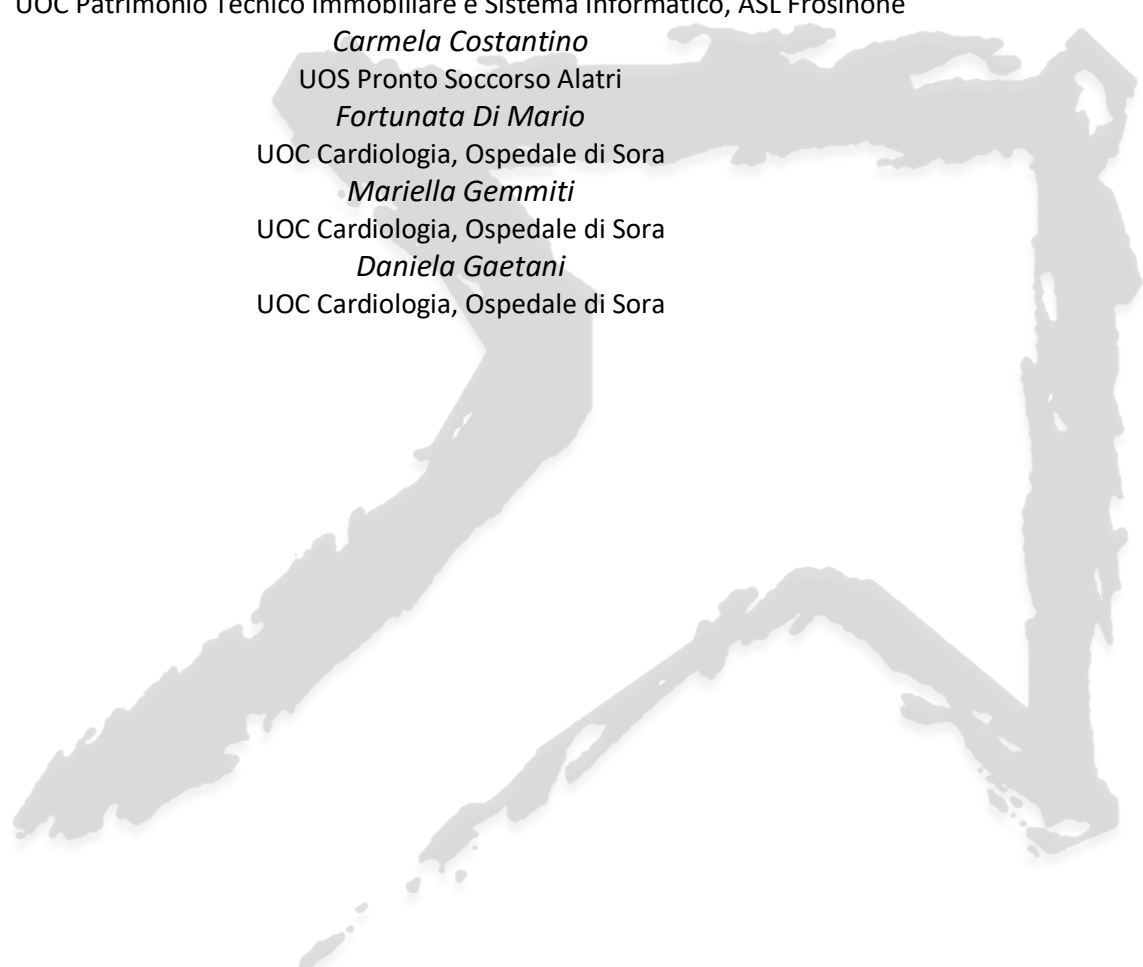 UOC Patrimonio Tecnico Immobiliare e Sistema Informatico, ASL Frosinone
Carmela Costantino
UOS Pronto Soccorso Alatri
Fortunata Di Mario
UOC Cardiologia, Ospedale di Sora
Mariella Gemmiti
UOC Cardiologia, Ospedale di Sora
Daniela Gaetani
UOC Cardiologia, Ospedale di Sora